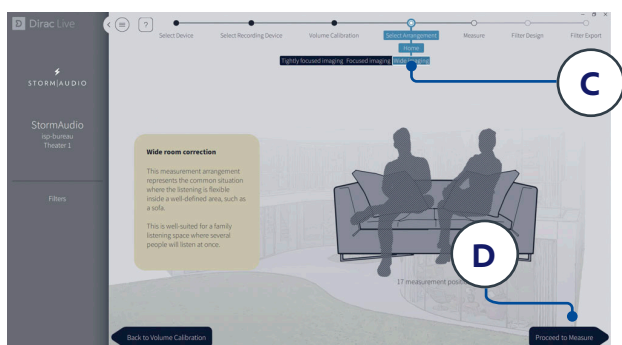 Dirac Live
?
Select Device
Select Recording Device
Volume Calibration
Select Arrangement
Measure
Filter Design
Filter Export
Home
Tightly focused imaging Focused imaging Wide imaging
C
STORM|AUDIO
StormAudio
isp-bureau
Theater 1
Filters
Wide room correction
This measurement arrangement
represents the common situation
where the listening is flexible
inside a well-defined area, such as
a sofa.
This is well-suited for a family
listening space where several
people will listen at once.
D
17 measurement posit
Back to Volume Calibration
Proceed to Measure